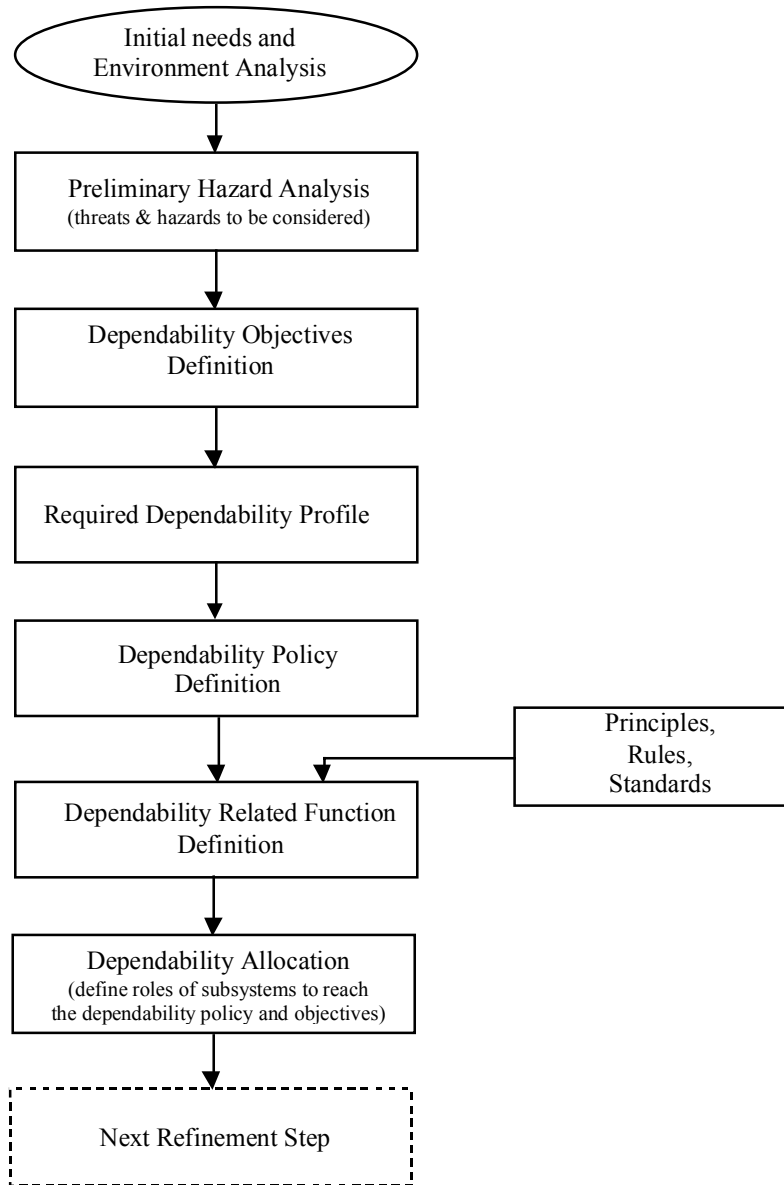 Initial needs and
Environment Analysis
Preliminary Hazard Analysis
(threats & hazards to be considered)
Dependability Objectives
Definition
Required Dependability Profile
Dependability Policy
Definition
Principles,
Rules,
Standards
Dependability Related Function
Definition
Dependability Allocation
(define roles of subsystems to reach
the dependability policy and objectives)
Next Refinement Step